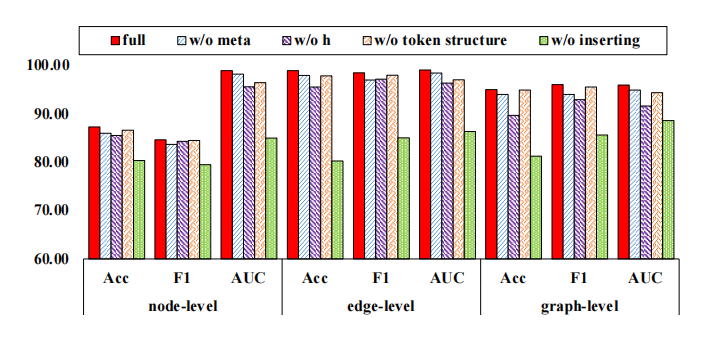 full w/o meta w/o h w/o token structure w/o inserting
100.00
90.00
80.00
70.00
60.00
Acc F1 AUC Acc F1 AUC Acc F1 AUC
node-level edge-level graph-level